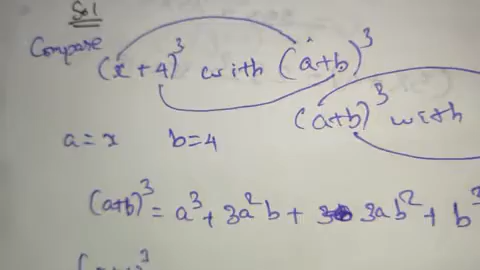 Sol
Compare (x + 4)³ with (a+b)³
(a+b)³ with
a = x b = 4
(a+b)³ = a³ + 3a²b + 3ab² + b³